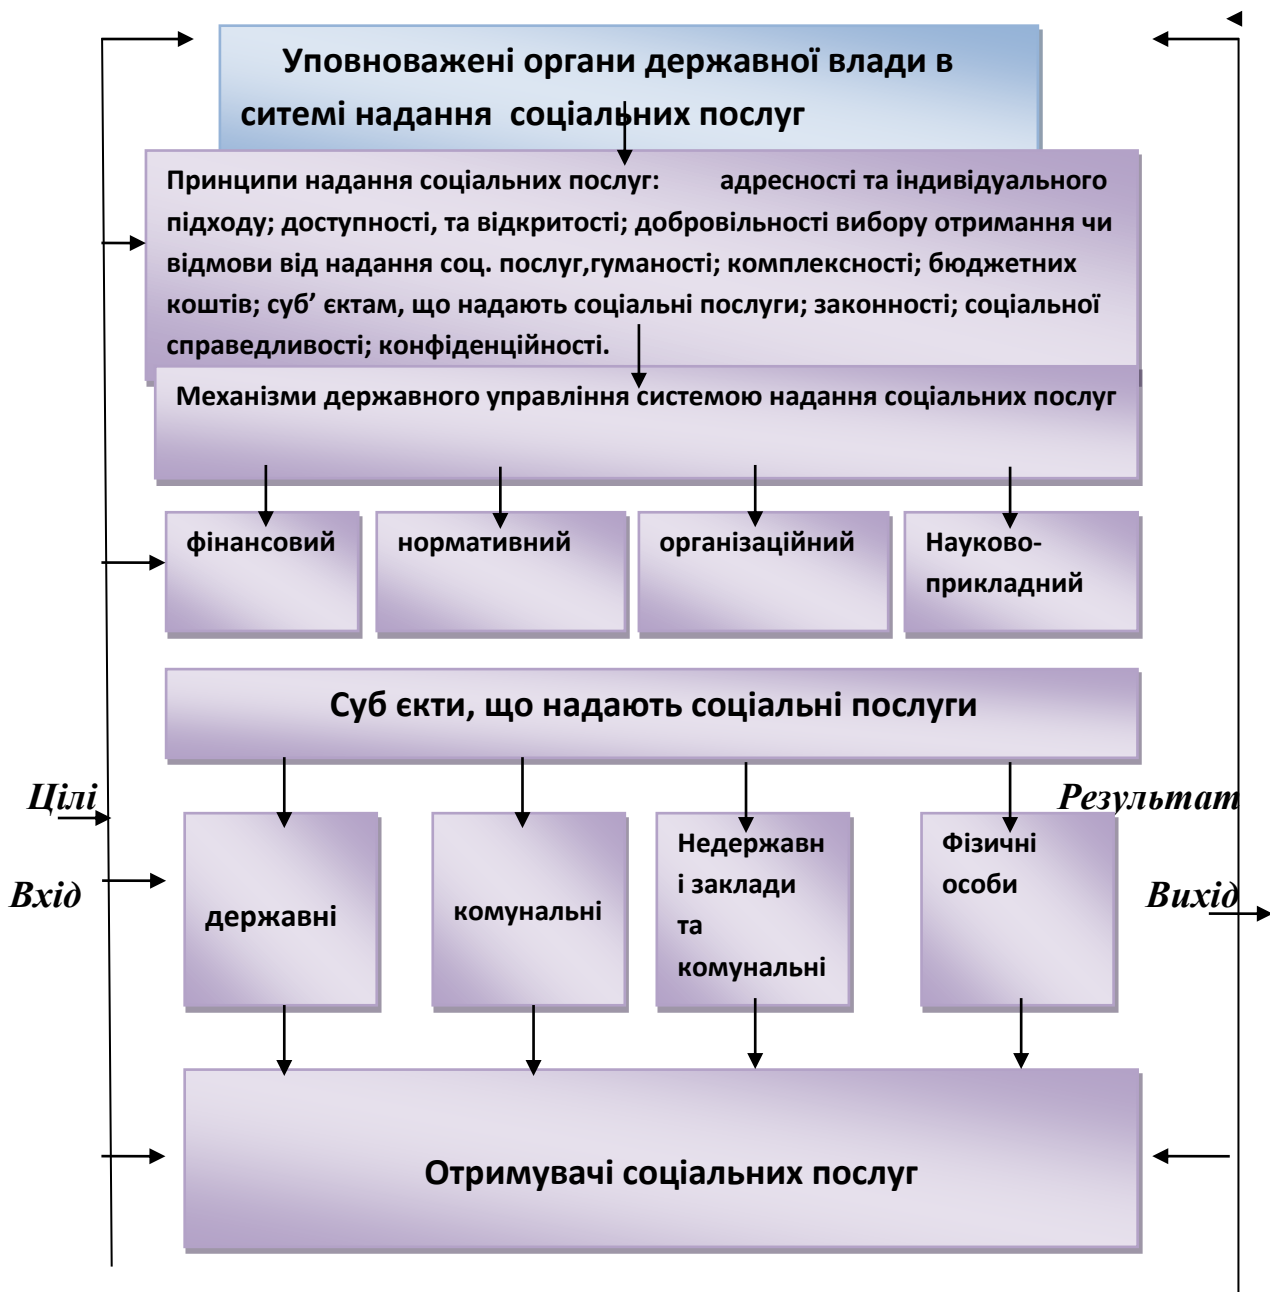 Уповноважені органи державної влади в
ситемі надання соціальних послуг
Принципи надання соціальних послуг: адресності та індивідуального
підходу; доступності, та відкритості; добровільності вибору отримання чи
відмови від надання соц. послуг,гуманості; комплексності; бюджетних
коштів; суб’ єктам, що надають соціальні послуги; законності; соціальної
справедливості; конфіденційності.
Механізми державного управління системою надання соціальних послуг
фінансовий
нормативний
організаційний
Науково-
прикладний
Суб єкти, що надають соціальні послуги
Цілі
Результат
Вхід
державні
комунальні
Недержавн
і заклади
та
комунальні
Фізичні
особи
Вихід
Отримувачі соціальних послуг